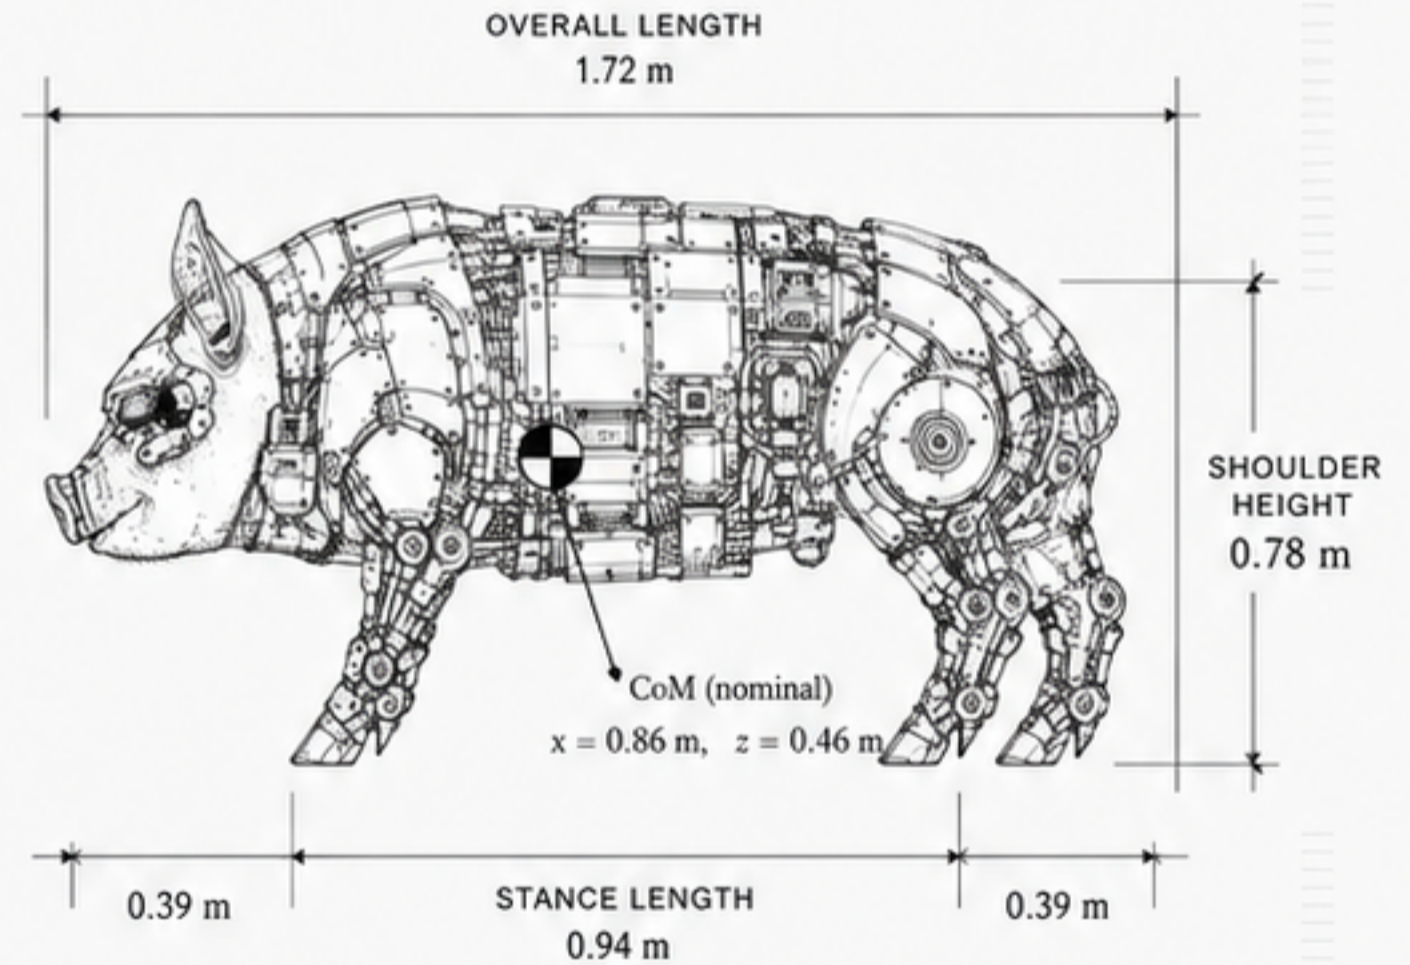 OVERALL LENGTH
1.72 m
SHOULDER
HEIGHT
0.78 m
CoM (nominal)
x = 0.86 m, z = 0.46 m
0.39 m
STANCE LENGTH
0.94 m
0.39 m